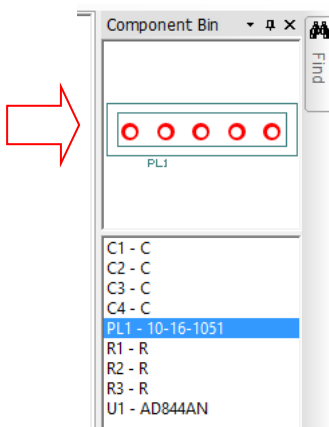 Component Bin
Find
PL1
C1 - C
C2 - C
C3 - C
C4 - C
PL1 - 10-16-1051
R1 - R
R2 - R
R3 - R
U1 - AD844AN